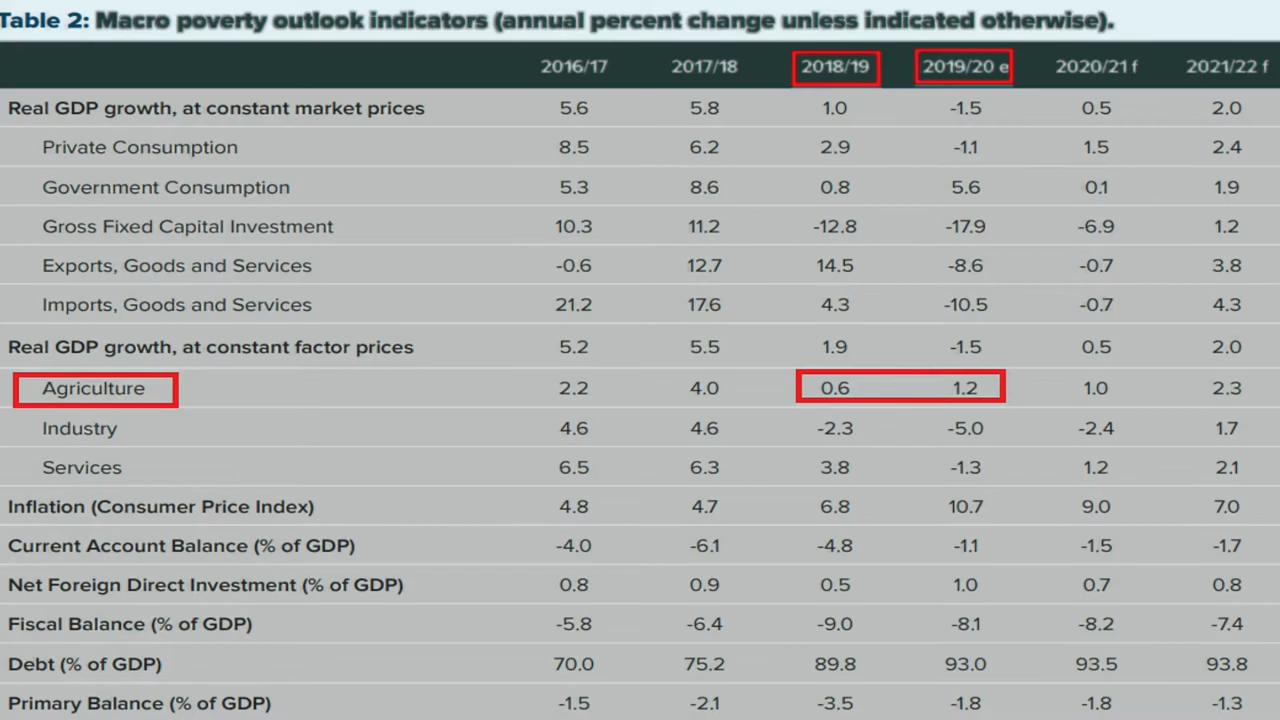 Table 2: Macro poverty outlook indicators (annual percent change unless indicated otherwise).
2016/17 2017/18 2018/19 2019/20 e 2020/21 f 2021/22 f
Real GDP growth, at constant market prices 5.6 5.8 1.0 -1.5 0.5 2.0
Private Consumption 8.5 6.2 2.9 -1.1 1.5 2.4
Government Consumption 5.3 8.6 0.8 5.6 0.1 1.9
Gross Fixed Capital Investment 10.3 11.2 -12.8 -17.9 -6.9 1.2
Exports, Goods and Services -0.6 12.7 14.5 -8.6 -0.7 3.8
Imports, Goods and Services 21.2 17.6 4.3 -10.5 -0.7 4.3
Real GDP growth, at constant factor prices 5.2 5.5 1.9 -1.5 0.5 2.0
Agriculture 2.2 4.0 0.6 1.2 1.0 2.3
Industry 4.6 4.6 -2.3 -5.0 -2.4 1.7
Services 6.5 6.3 3.8 -1.3 1.2 2.1
Inflation (Consumer Price Index) 4.8 4.7 6.8 10.7 9.0 7.0
Current Account Balance (% of GDP) -4.0 -6.1 -4.8 -1.1 -1.5 -1.7
Net Foreign Direct Investment (% of GDP) 0.8 0.9 0.5 1.0 0.7 0.8
Fiscal Balance (% of GDP) -5.8 -6.4 -9.0 -8.1 -8.2 -7.4
Debt (% of GDP) 70.0 75.2 89.8 93.0 93.5 93.8
Primary Balance (% of GDP) -1.5 -2.1 -3.5 -1.8 -1.8 -1.3